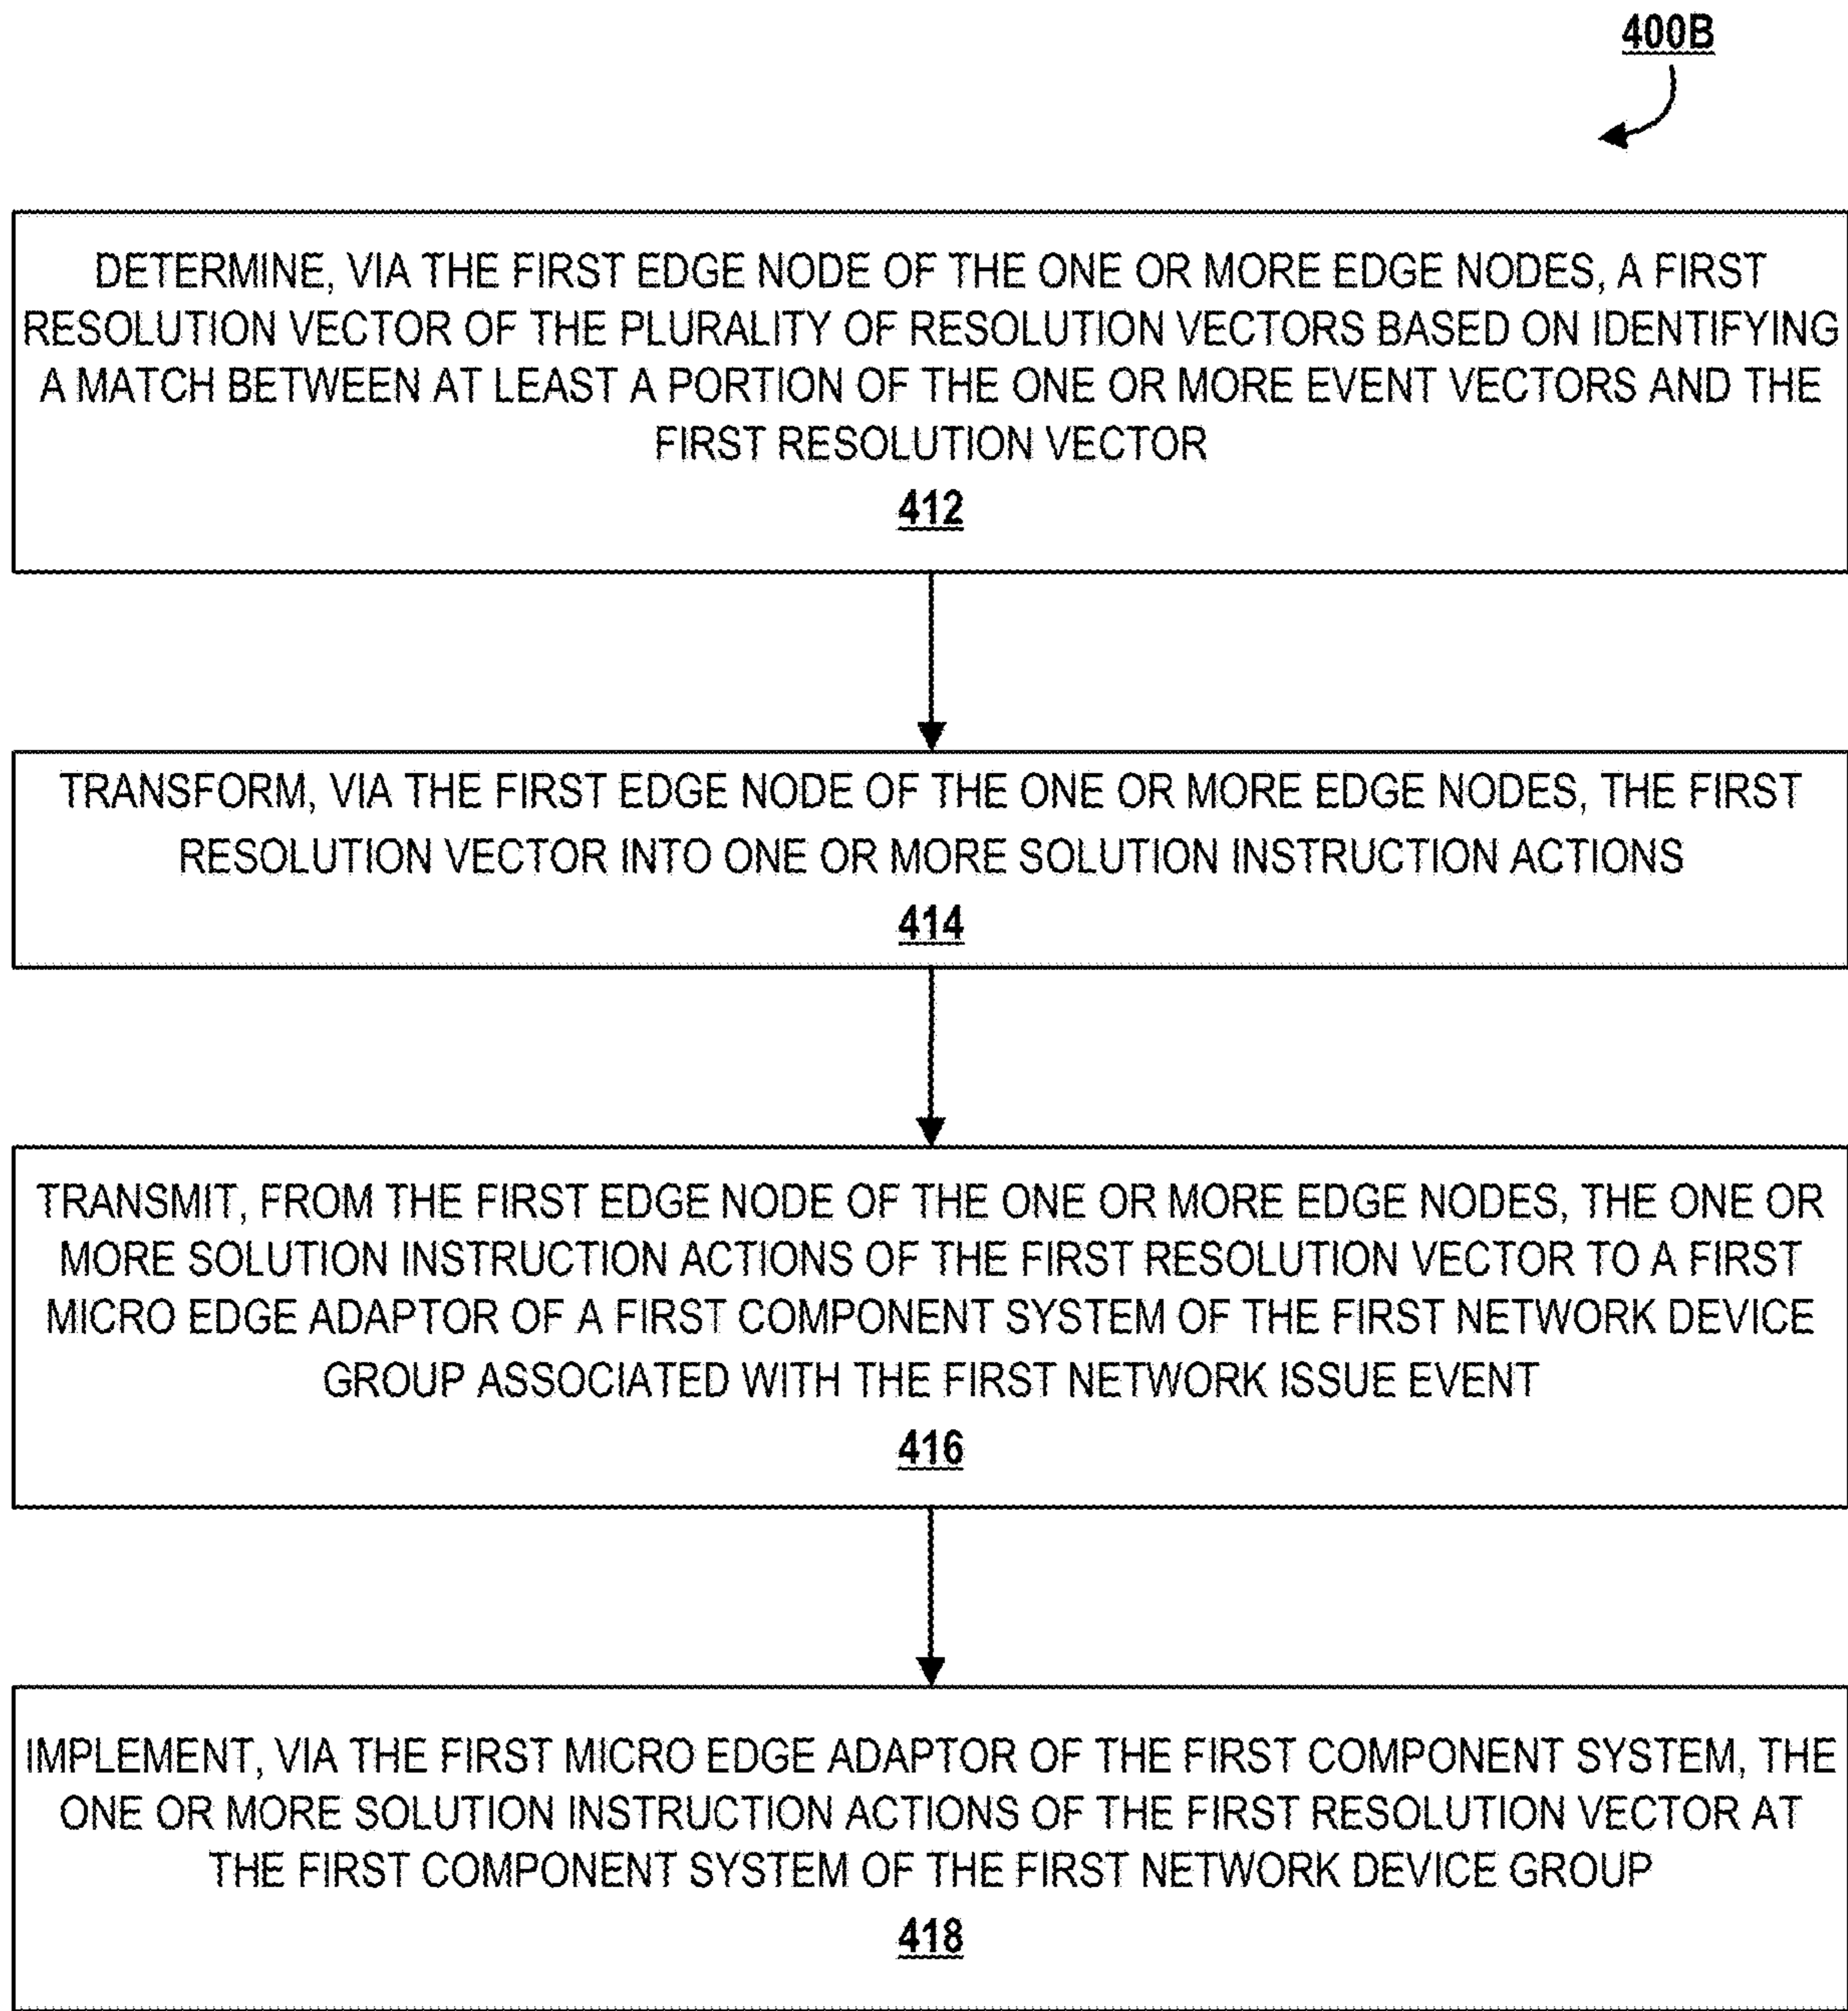 400B
DETERMINE, VIA THE FIRST EDGE NODE OF THE ONE OR MORE EDGE NODES, A FIRST
RESOLUTION VECTOR OF THE PLURALITY OF RESOLUTION VECTORS BASED ON IDENTIFYING
A MATCH BETWEEN AT LEAST A PORTION OF THE ONE OR MORE EVENT VECTORS AND THE
FIRST RESOLUTION VECTOR
412
TRANSFORM, VIA THE FIRST EDGE NODE OF THE ONE OR MORE EDGE NODES, THE FIRST
RESOLUTION VECTOR INTO ONE OR MORE SOLUTION INSTRUCTION ACTIONS
414
TRANSMIT, FROM THE FIRST EDGE NODE OF THE ONE OR MORE EDGE NODES, THE ONE OR
MORE SOLUTION INSTRUCTION ACTIONS OF THE FIRST RESOLUTION VECTOR TO A FIRST
MICRO EDGE ADAPTOR OF A FIRST COMPONENT SYSTEM OF THE FIRST NETWORK DEVICE
GROUP ASSOCIATED WITH THE FIRST NETWORK ISSUE EVENT
416
IMPLEMENT, VIA THE FIRST MICRO EDGE ADAPTOR OF THE FIRST COMPONENT SYSTEM, THE
ONE OR MORE SOLUTION INSTRUCTION ACTIONS OF THE FIRST RESOLUTION VECTOR AT
THE FIRST COMPONENT SYSTEM OF THE FIRST NETWORK DEVICE GROUP
418